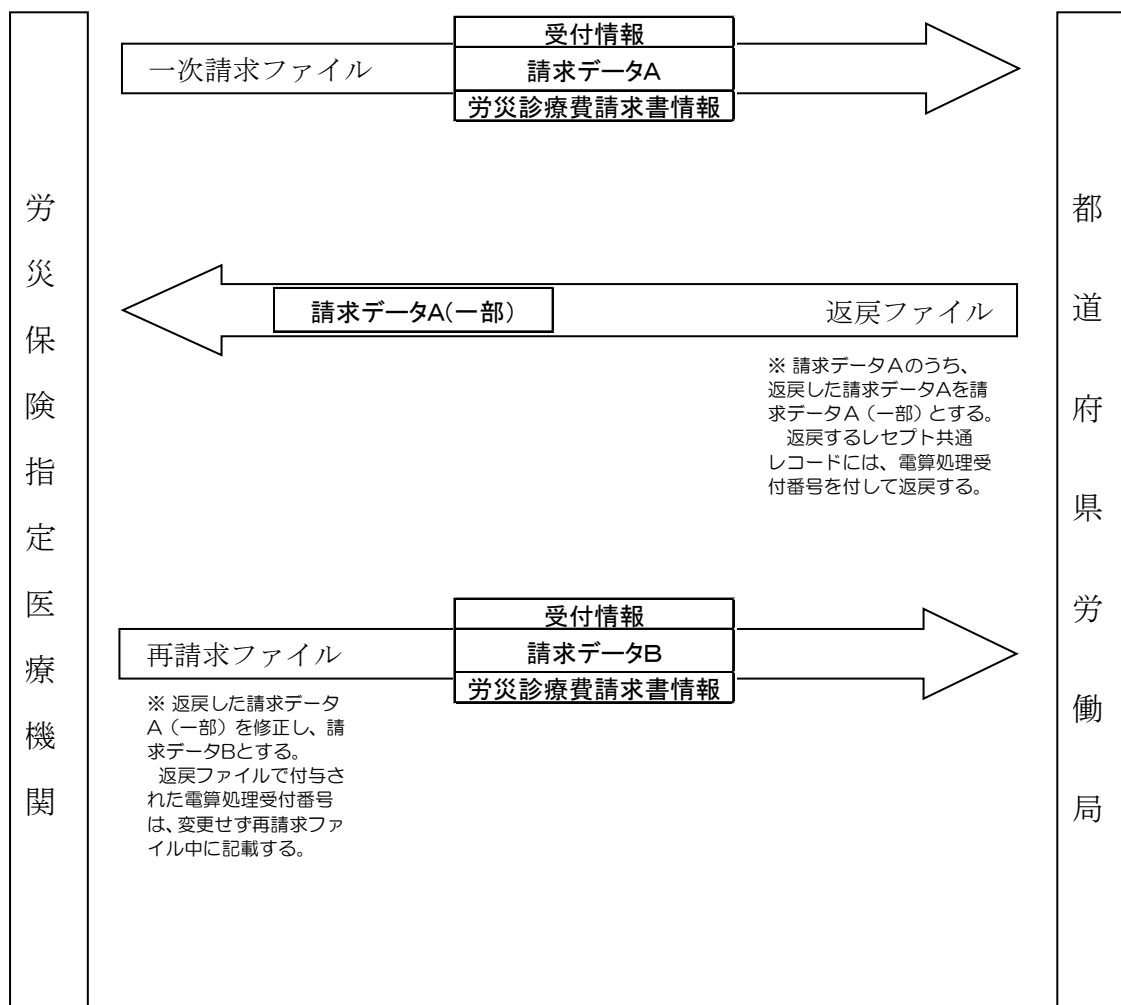 労災保険指定医療機関
受付情報
一次請求ファイル
請求データA
労災診療費請求書情報
都道府県労働局
請求データA(一部)
返戻ファイル
※ 請求データAのうち、
返戻した請求データAを請
求データA（一部）とする。
返戻するレセプト共通
レコードには、電算処理受
付番号を付して返戻する。
受付情報
再請求ファイル
請求データB
労災診療費請求書情報
※ 返戻した請求データ
A（一部）を修正し、請
求データBとする。
返戻ファイルで付与さ
れた電算処理受付番号
は、変更せず再請求ファ
イル中に記載する。